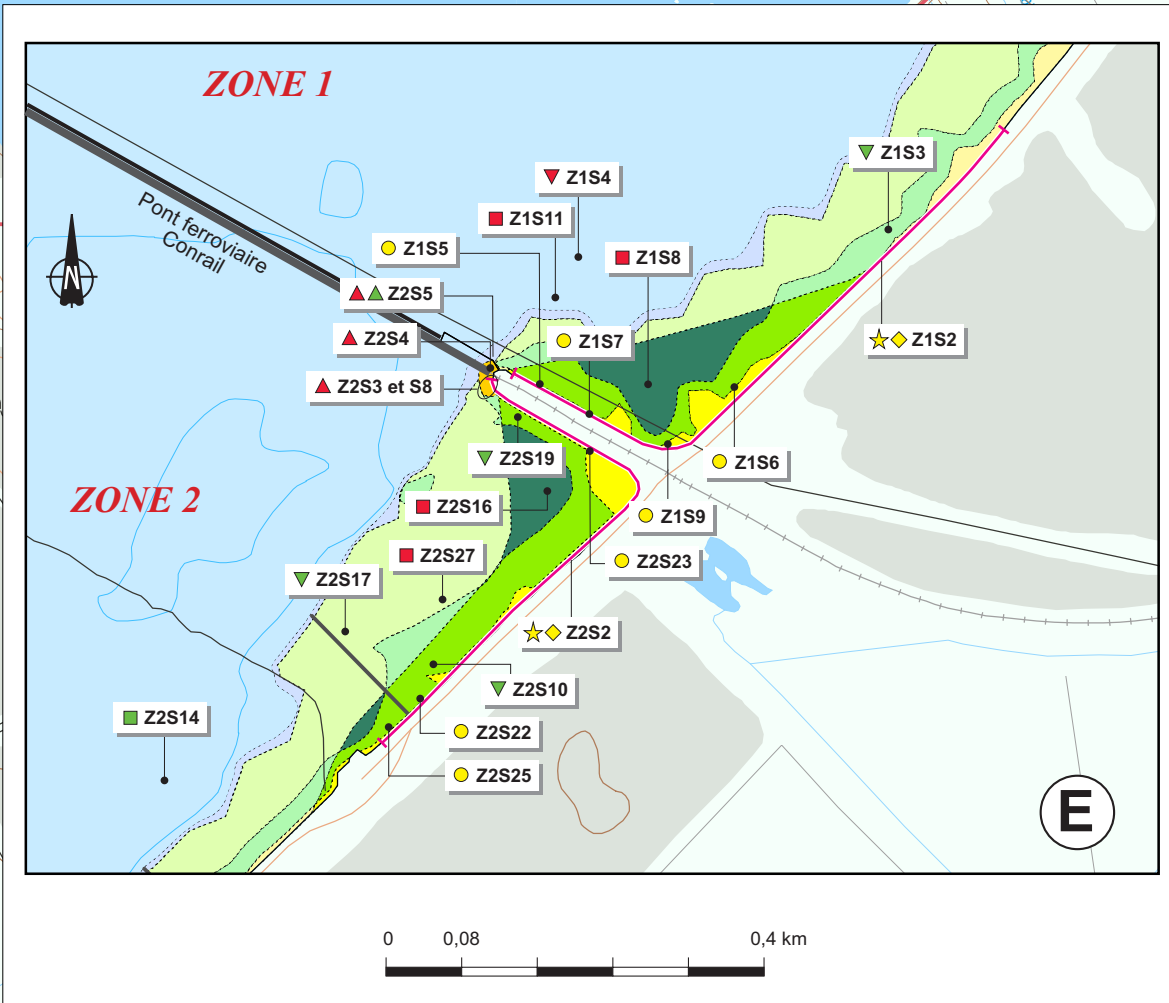 ZONE 1
Z1S3
Z1S4
Pont ferroviaire
Conrail
Z1S11
Z1S5
Z1S8
N
Z2S5
Z2S4
Z1S7
Z1S2
Z2S3 et S8
Z2S19
Z1S6
ZONE 2
Z2S16
Z1S9
Z2S27
Z2S23
Z2S17
Z2S2
Z2S10
Z2S14
Z2S22
Z2S25
E
0 0,08 0,4 km